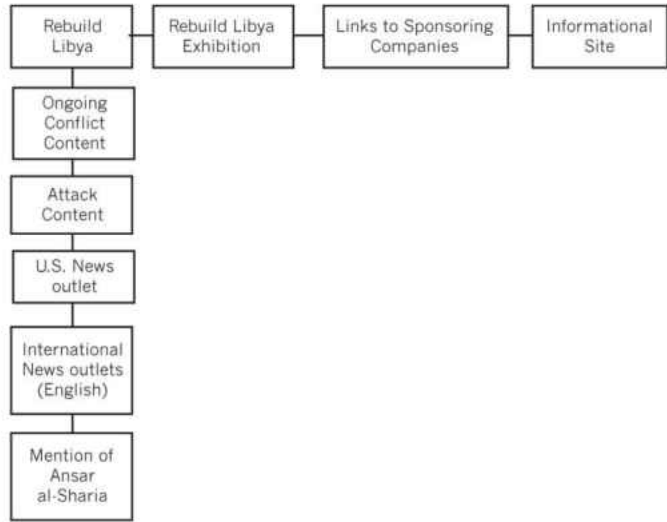 Rebuild
Libya
Rebuild Libya
Exhibition
Links to Sponsoring
Companies
Informational
Site
Ongoing
Conflict
Content
Attack
Content
U.S. News
outlet
International
News outlets
(English)
Mention of
Ansar
al-Sharia